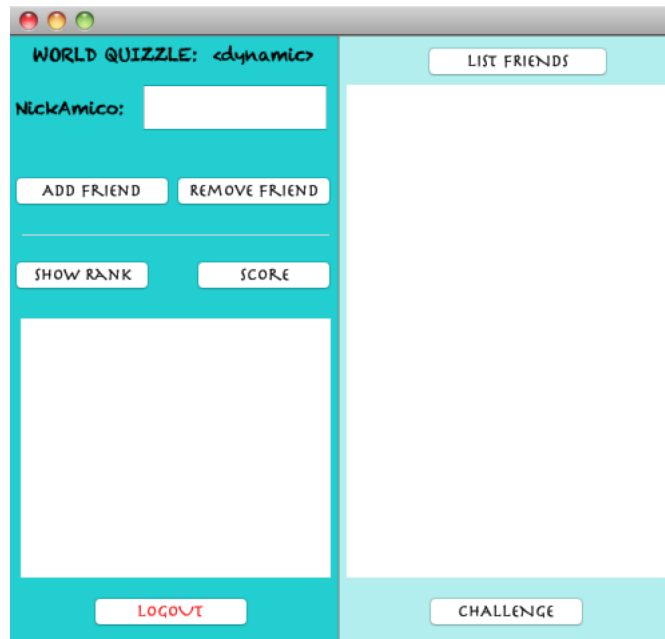 WORLD QUIZZLE: <dynamic>
NickAmico:
ADD FRIEND
REMOVE FRIEND
SHOW RANK
SCORE
LOGOUT
LIST FRIENDS
CHALLENGE